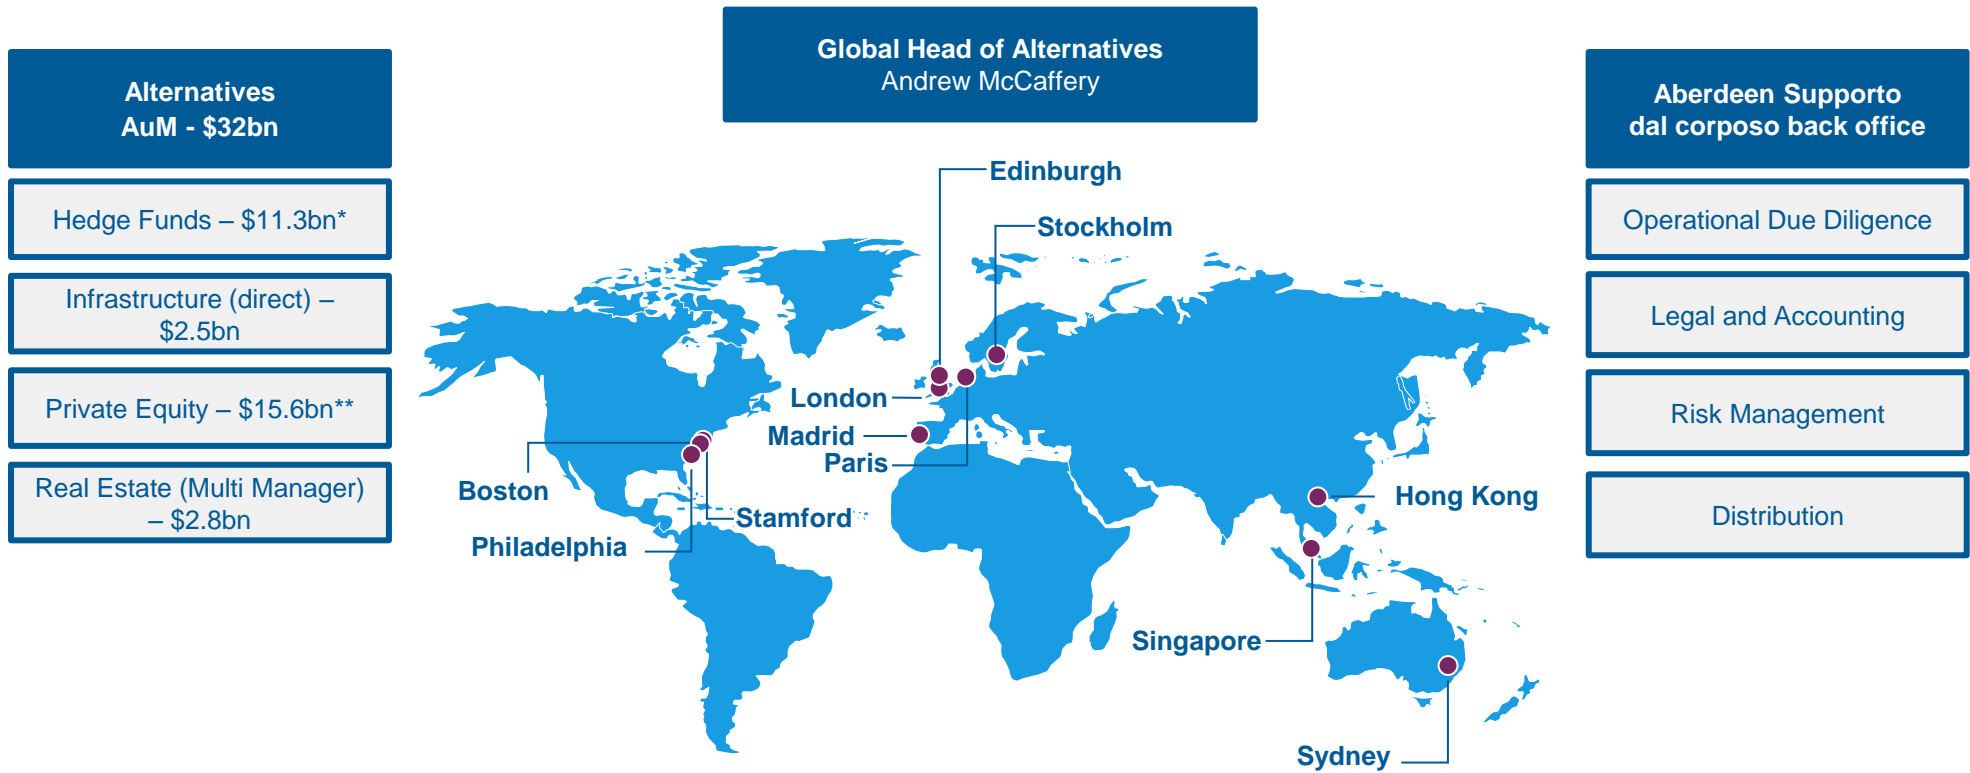 Global Head of Alternatives
Andrew McCaffery
Alternatives
AuM - $32bn
Hedge Funds – $11.3bn*
Infrastructure (direct) –
$2.5bn
Private Equity – $15.6bn**
Real Estate (Multi Manager)
– $2.8bn
Edinburgh
Stockholm
London
Madrid
Paris
Boston
Stamford
Philadelphia
Hong Kong
Singapore
Sydney
Aberdeen Supporto
dal corposo back office
Operational Due Diligence
Legal and Accounting
Risk Management
Distribution